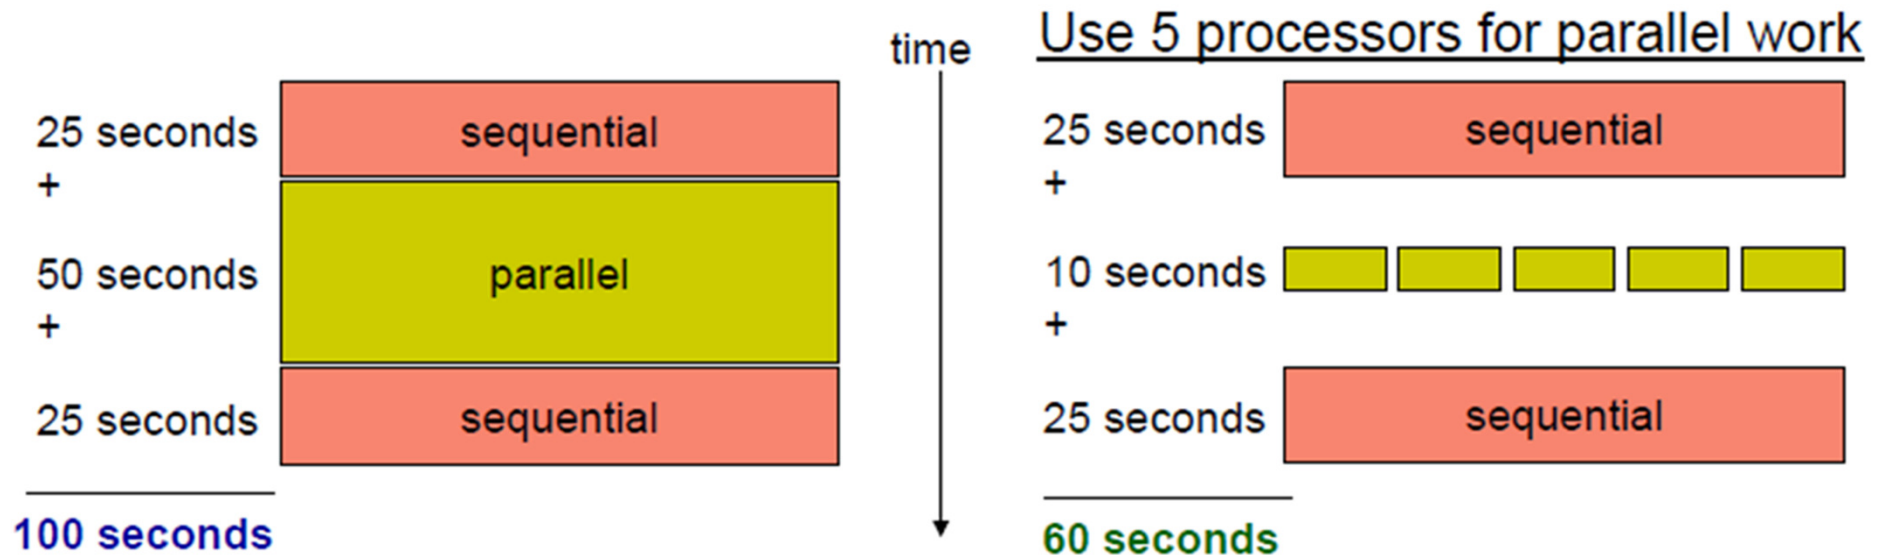 25 seconds
+
50 seconds
+
25 seconds
100 seconds
sequential
parallel
sequential
time
Use 5 processors for parallel work
25 seconds
+
10 seconds
+
25 seconds
60 seconds
sequential
sequential